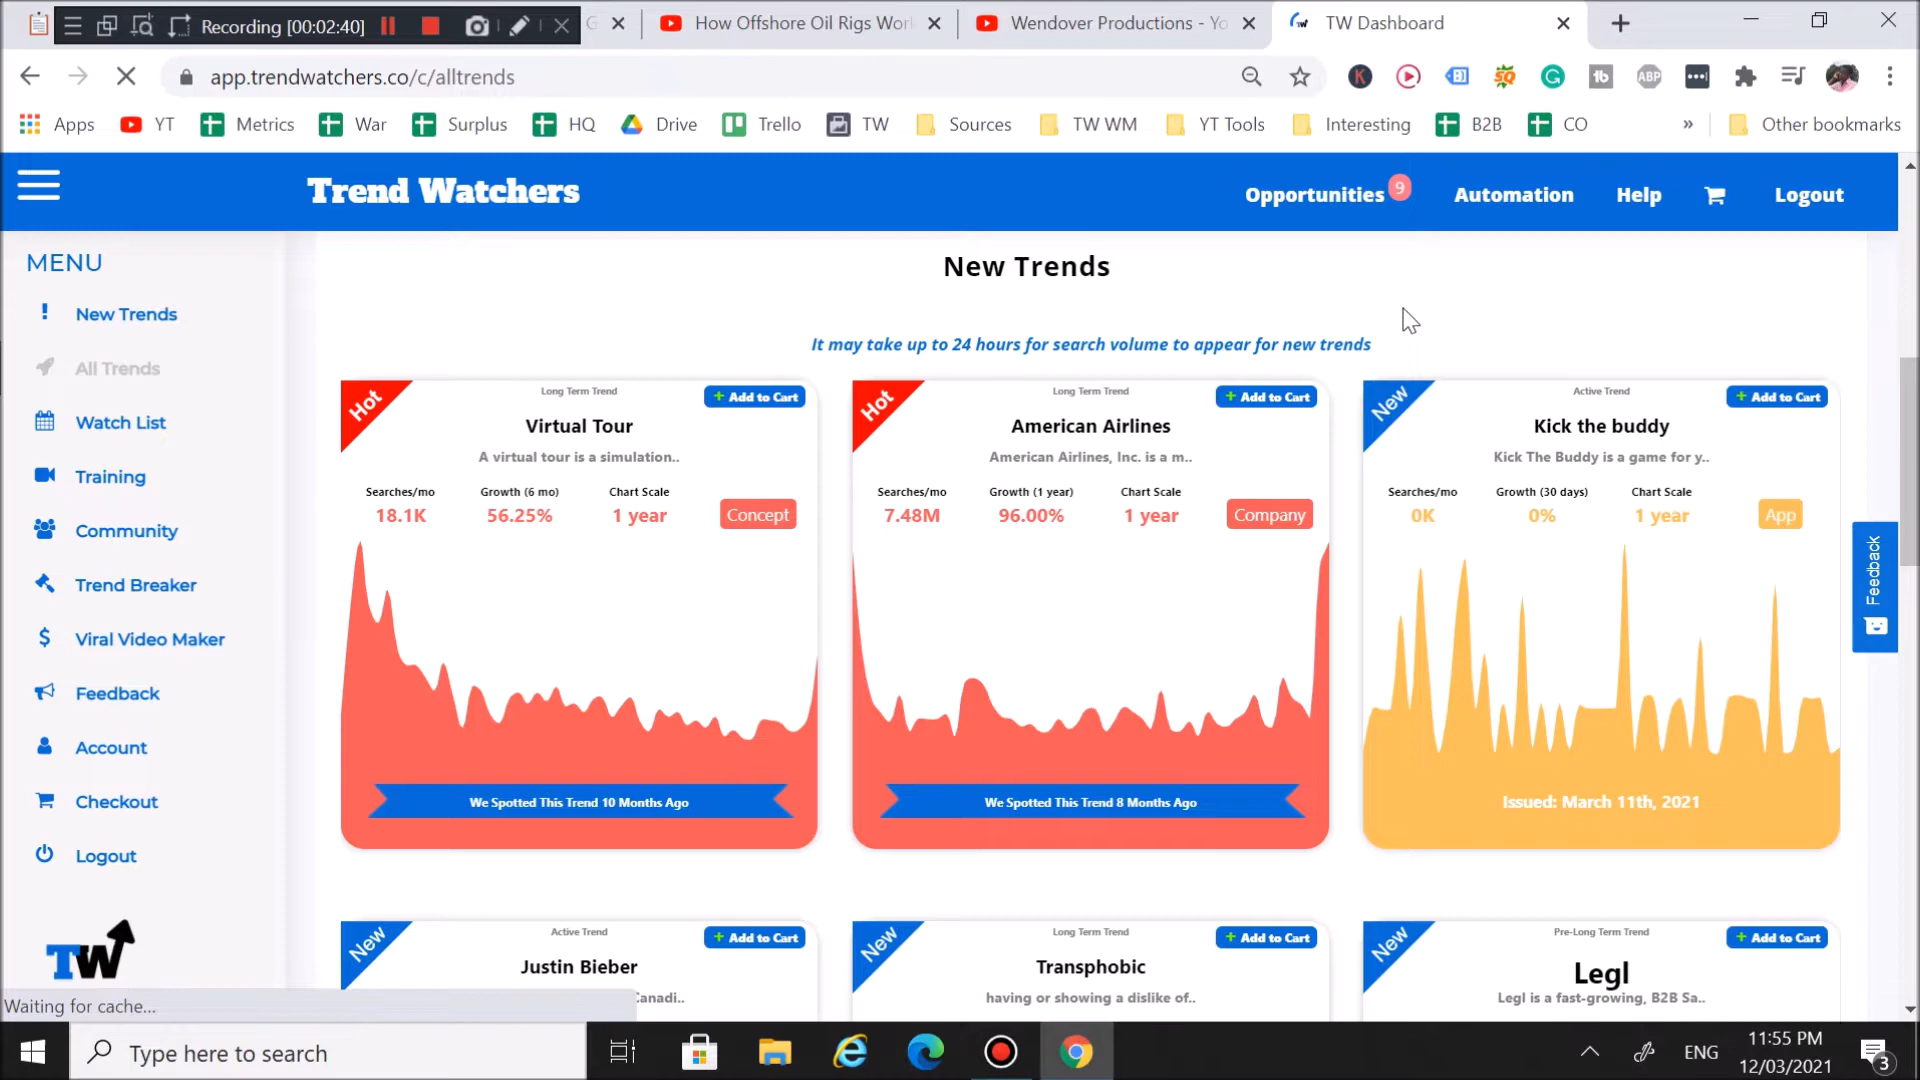 Recording [00:02:40]
How Offshore Oil Rigs Wor
Wendover Productions - Yo
TW Dashboard
app.trendwatchers.co/c/alltrends
Apps YT Metrics War Surplus HQ Drive Trello TW Sources TW WM YT Tools Interesting B2B CO » Other bookmarks
Trend Watchers
Opportunities 9 Automation Help Logout
MENU
New Trends
All Trends
Watch List
Training
Community
Trend Breaker
Viral Video Maker
Feedback
Account
Checkout
Logout
TW
New Trends
It may take up to 24 hours for search volume to appear for new trends
Hot
Long Term Trend
+ Add to Cart
Virtual Tour
A virtual tour is a simulation..
Searches/mo Growth (6 mo) Chart Scale
18.1K 56.25% 1 year Concept
We Spotted This Trend 10 Months Ago
Hot
Long Term Trend
+ Add to Cart
American Airlines
American Airlines, Inc. is a m..
Searches/mo Growth (1 year) Chart Scale
7.48M 96.00% 1 year Company
We Spotted This Trend 8 Months Ago
New
Active Trend
+ Add to Cart
Kick the buddy
Kick The Buddy is a game for y..
Searches/mo Growth (30 days) Chart Scale
0K 0% 1 year App
Issued: March 11th, 2021
New
Active Trend
+ Add to Cart
Justin Bieber
Canadi..
New
Long Term Trend
+ Add to Cart
Transphobic
having or showing a dislike of..
New
Pre-Long Term Trend
+ Add to Cart
Legl
Legl is a fast-growing, B2B Sa..
Feedback
Waiting for cache...
Type here to search
ENG
11:55 PM
12/03/2021
3